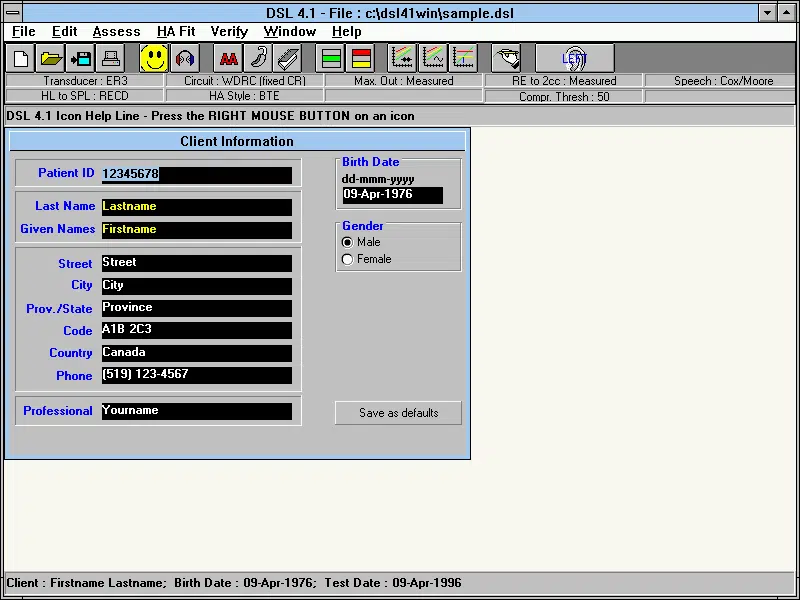 DSL 4.1 - File : c:\dsl41win\sample.dsl
File Edit Assess HA Fit Verify Window Help
AA LEFT
Transducer : ER3 Circuit : WDRC (fixed CR) Max. Out : Measured RE to 2cc : Measured Speech : Cox/Moore
HL to SPL : RECD HA Style : BTE Compr. Thresh : 50
DSL 4.1 Icon Help Line - Press the RIGHT MOUSE BUTTON on an icon
Client Information
Patient ID 12345678
Last Name Lastname
Given Names Firstname
Street Street
City City
Prov./State Province
Code A1B 2C3
Country Canada
Phone (519) 123-4567
Professional Yourname
Birth Date
dd-mmm-yyyy
09-Apr-1976
Gender
Male
Female
Save as defaults
Client : Firstname Lastname; Birth Date : 09-Apr-1976; Test Date : 09-Apr-1996